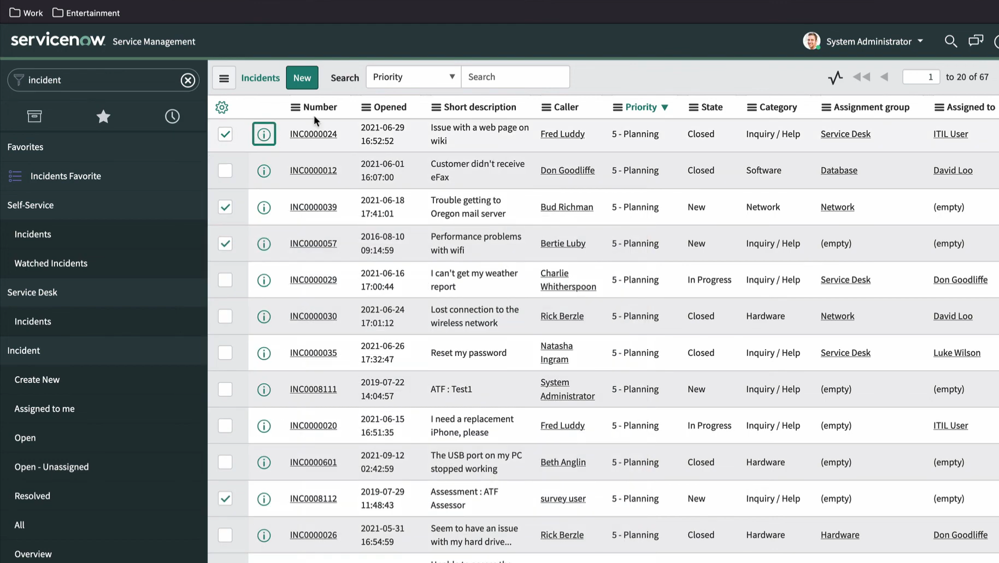 Work Entertainment
servicenow Service Management System Administrator
incident
Incidents New Search Priority ▼ Search 1 to 20 of 67
Number Opened Short description Caller Priority ▼ State Category Assignment group Assigned to
INC0000024 2021-06-29 16:52:52 Issue with a web page on wiki Fred Luddy 5 - Planning Closed Inquiry / Help Service Desk ITIL User
INC0000012 2021-06-01 16:07:00 Customer didn't receive eFax Don Goodliffe 5 - Planning Closed Software Database David Loo
INC0000039 2021-06-18 17:41:01 Trouble getting to Oregon mail server Bud Richman 5 - Planning New Network Network (empty)
INC0000057 2016-08-10 09:14:59 Performance problems with wifi Bertie Luby 5 - Planning New Inquiry / Help (empty) (empty)
INC0000029 2021-06-16 17:00:44 I can't get my weather report Charlie Whitherspoon 5 - Planning In Progress Inquiry / Help Service Desk Don Goodliffe
INC0000030 2021-06-24 17:01:12 Lost connection to the wireless network Rick Berzle 5 - Planning Closed Hardware Network David Loo
INC0000035 2021-06-26 17:32:47 Reset my password Natasha Ingram 5 - Planning Closed Inquiry / Help Service Desk Luke Wilson
INC0008111 2019-07-22 14:04:57 ATF : Test1 System Administrator 5 - Planning New Inquiry / Help (empty) (empty)
INC0000020 2021-06-15 16:51:35 I need a replacement iPhone, please Fred Luddy 5 - Planning In Progress Inquiry / Help (empty) ITIL User
INC0000601 2021-09-12 02:42:59 The USB port on my PC stopped working Beth Anglin 5 - Planning Closed Hardware (empty) (empty)
INC0008112 2019-07-29 11:48:43 Assessment : ATF Assessor survey user 5 - Planning New Inquiry / Help (empty) (empty)
INC0000026 2021-05-31 16:54:59 Seem to have an issue with my hard drive... Rick Berzle 5 - Planning Closed Hardware Hardware Don Goodliffe
Favorites
Incidents Favorite
Self-Service
Incidents
Watched Incidents
Service Desk
Incidents
Incident
Create New
Assigned to me
Open
Open - Unassigned
Resolved
All
Overview